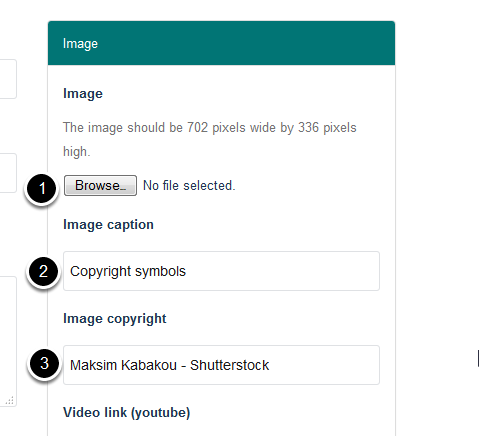 Image
Image
The image should be 702 pixels wide by 336 pixels
high.
1 Browse... No file selected.
Image caption
2 Copyright symbols
Image copyright
3 Maksim Kabakou - Shutterstock
Video link (youtube)